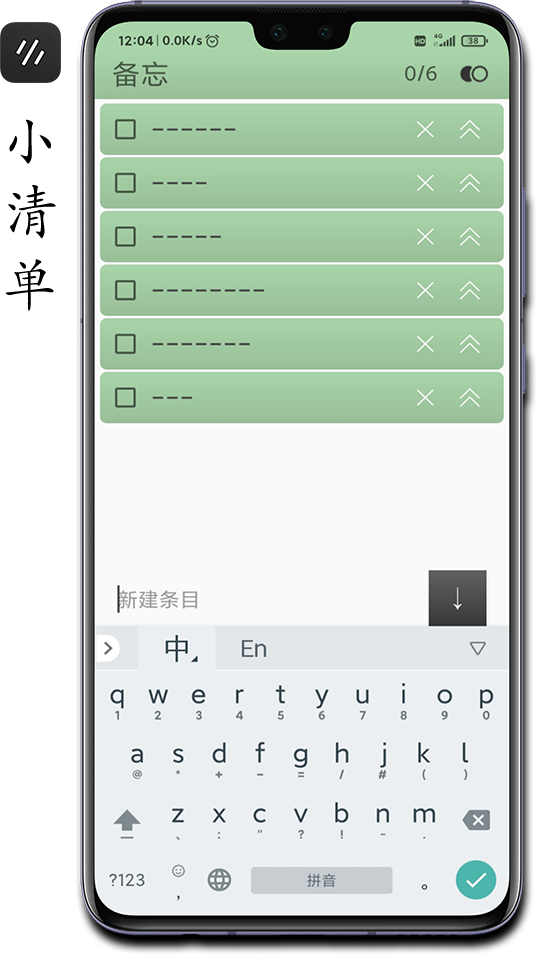 小清单
12:04 | 0.0K/s
HD 4G 38
备忘
0/6
------
----
-----
--------
-------
---
新建条目
↓
中 En
q w e r t y u i o p
1 2 3 4 5 6 7 8 9 0
a s d f g h j k l
@ * + - = / # ( )
z x c v b n m
、 : " ? ! ~ .
?123 , 拼音 。